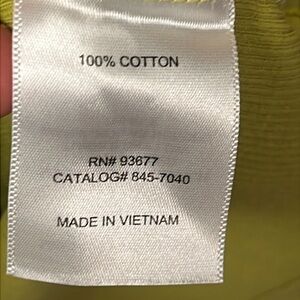 100% COTTON
RN# 93677
CATALOG# 845-7040
MADE IN VIETNAM